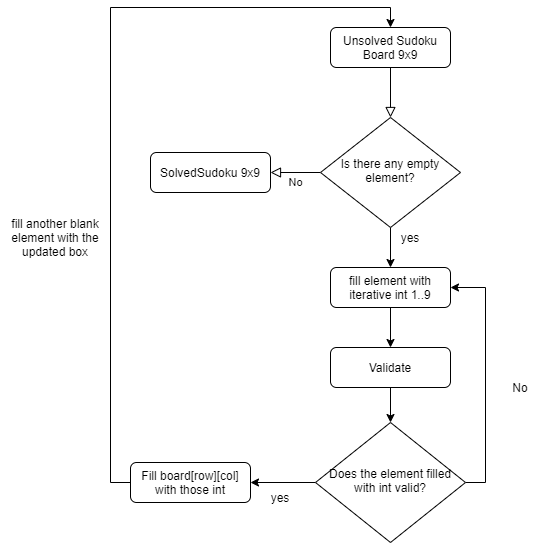 Unsolved Sudoku
Board 9x9
Is there any empty
element?
SolvedSudoku 9x9
No
fill another blank
element with the
updated box
yes
fill element with
iterative int 1..9
Validate
No
Does the element filled
with int valid?
Fill board[row][col]
with those int
yes